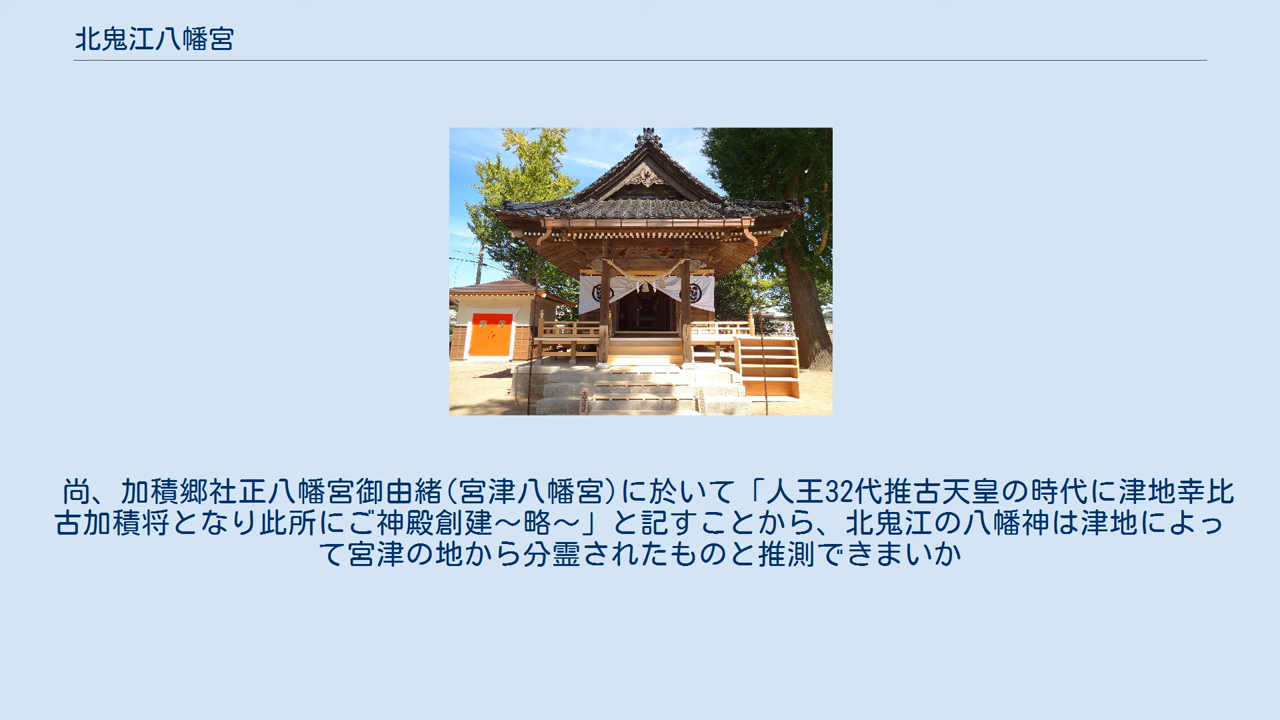 北鬼江八幡宮
尚、加積郷社正八幡宮御由緒(宮津八幡宮)に於いて「人王32代推古天皇の時代に津地幸比
古加積将となり此所にご神殿創建～略～」と記すことから、北鬼江の八幡神は津地によっ
て宮津の地から分霊されたものと推測できまいか